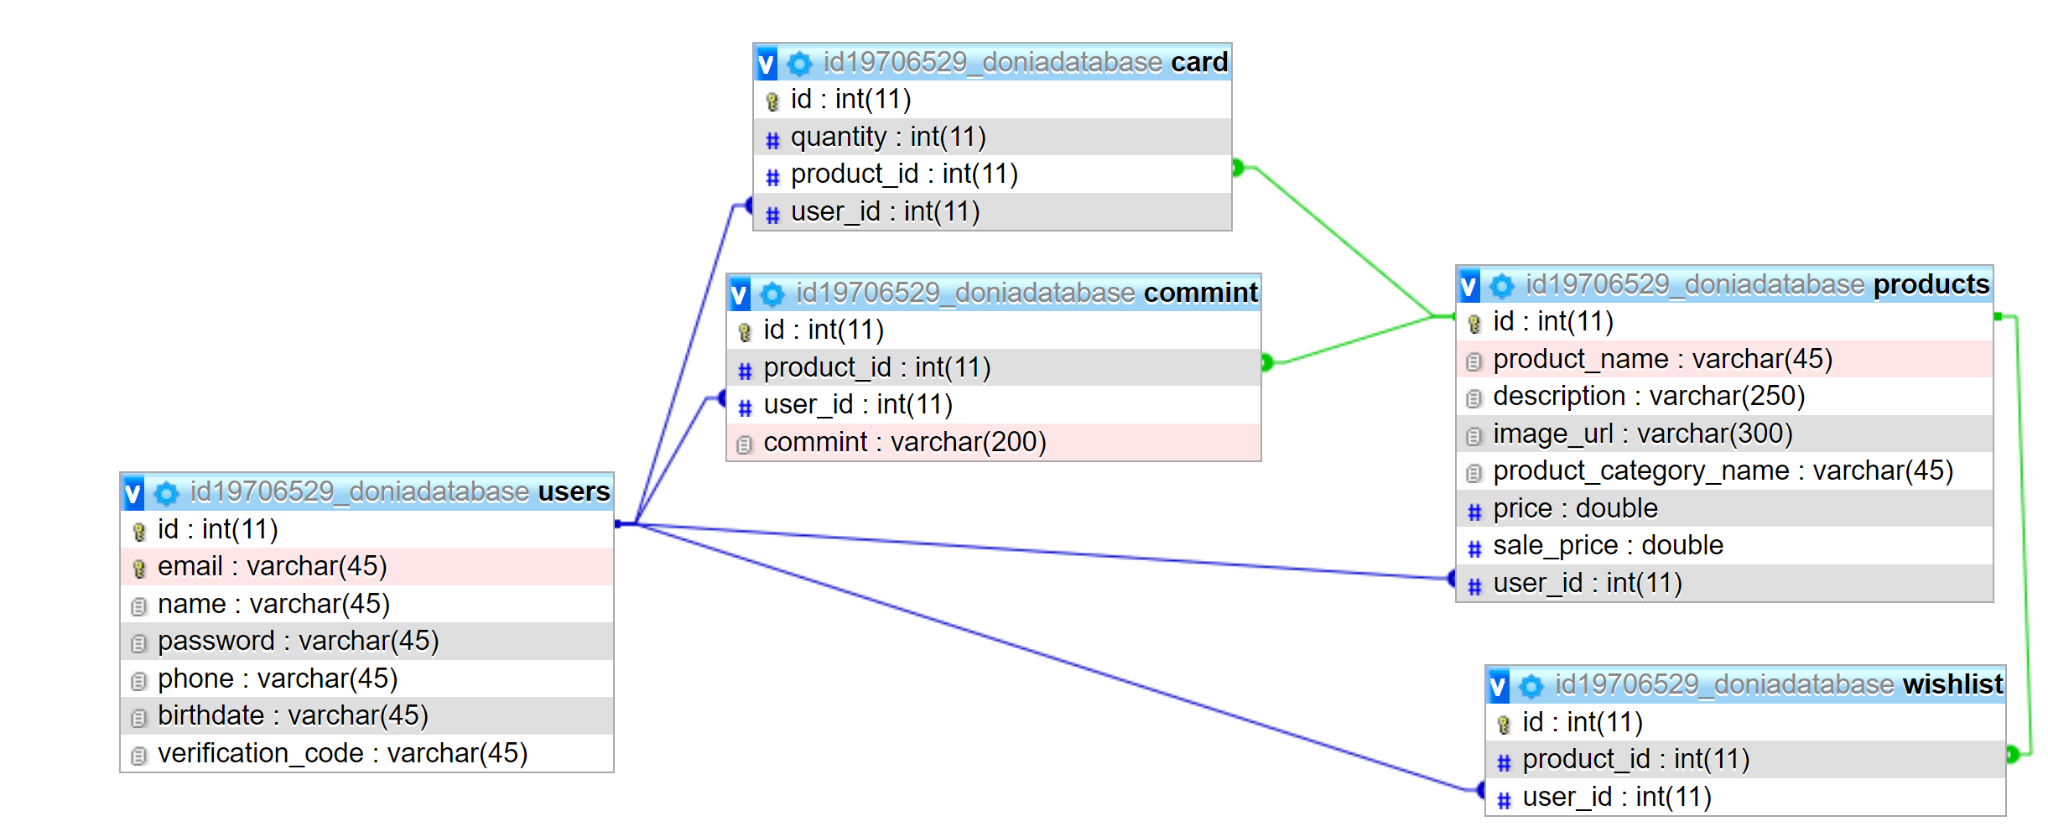 V id19706529_doniadatabase card
id : int(11)
# quantity : int(11)
# product_id : int(11)
# user_id : int(11)
V id19706529_doniadatabase commint
id : int(11)
# product_id : int(11)
# user_id : int(11)
commint : varchar(200)
V id19706529_doniadatabase products
id : int(11)
product_name : varchar(45)
description : varchar(250)
image_url : varchar(300)
product_category_name : varchar(45)
# price : double
# sale_price : double
# user_id : int(11)
V id19706529_doniadatabase users
id : int(11)
email : varchar(45)
name : varchar(45)
password : varchar(45)
phone : varchar(45)
birthdate : varchar(45)
verification_code : varchar(45)
V id19706529_doniadatabase wishlist
id : int(11)
# product_id : int(11)
# user_id : int(11)